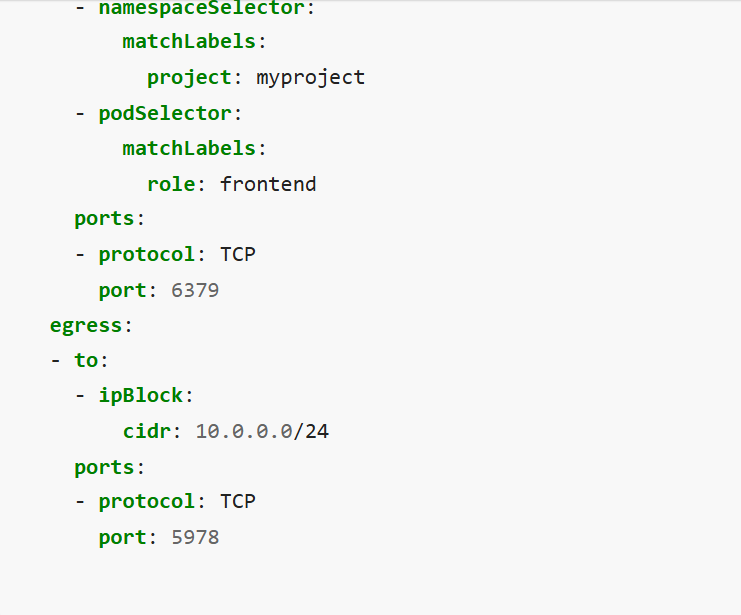 - namespaceSelector:
matchLabels:
project: myproject
- podSelector:
matchLabels:
role: frontend
ports:
- protocol: TCP
port: 6379
egress:
- to:
- ipBlock:
cidr: 10.0.0.0/24
ports:
- protocol: TCP
port: 5978